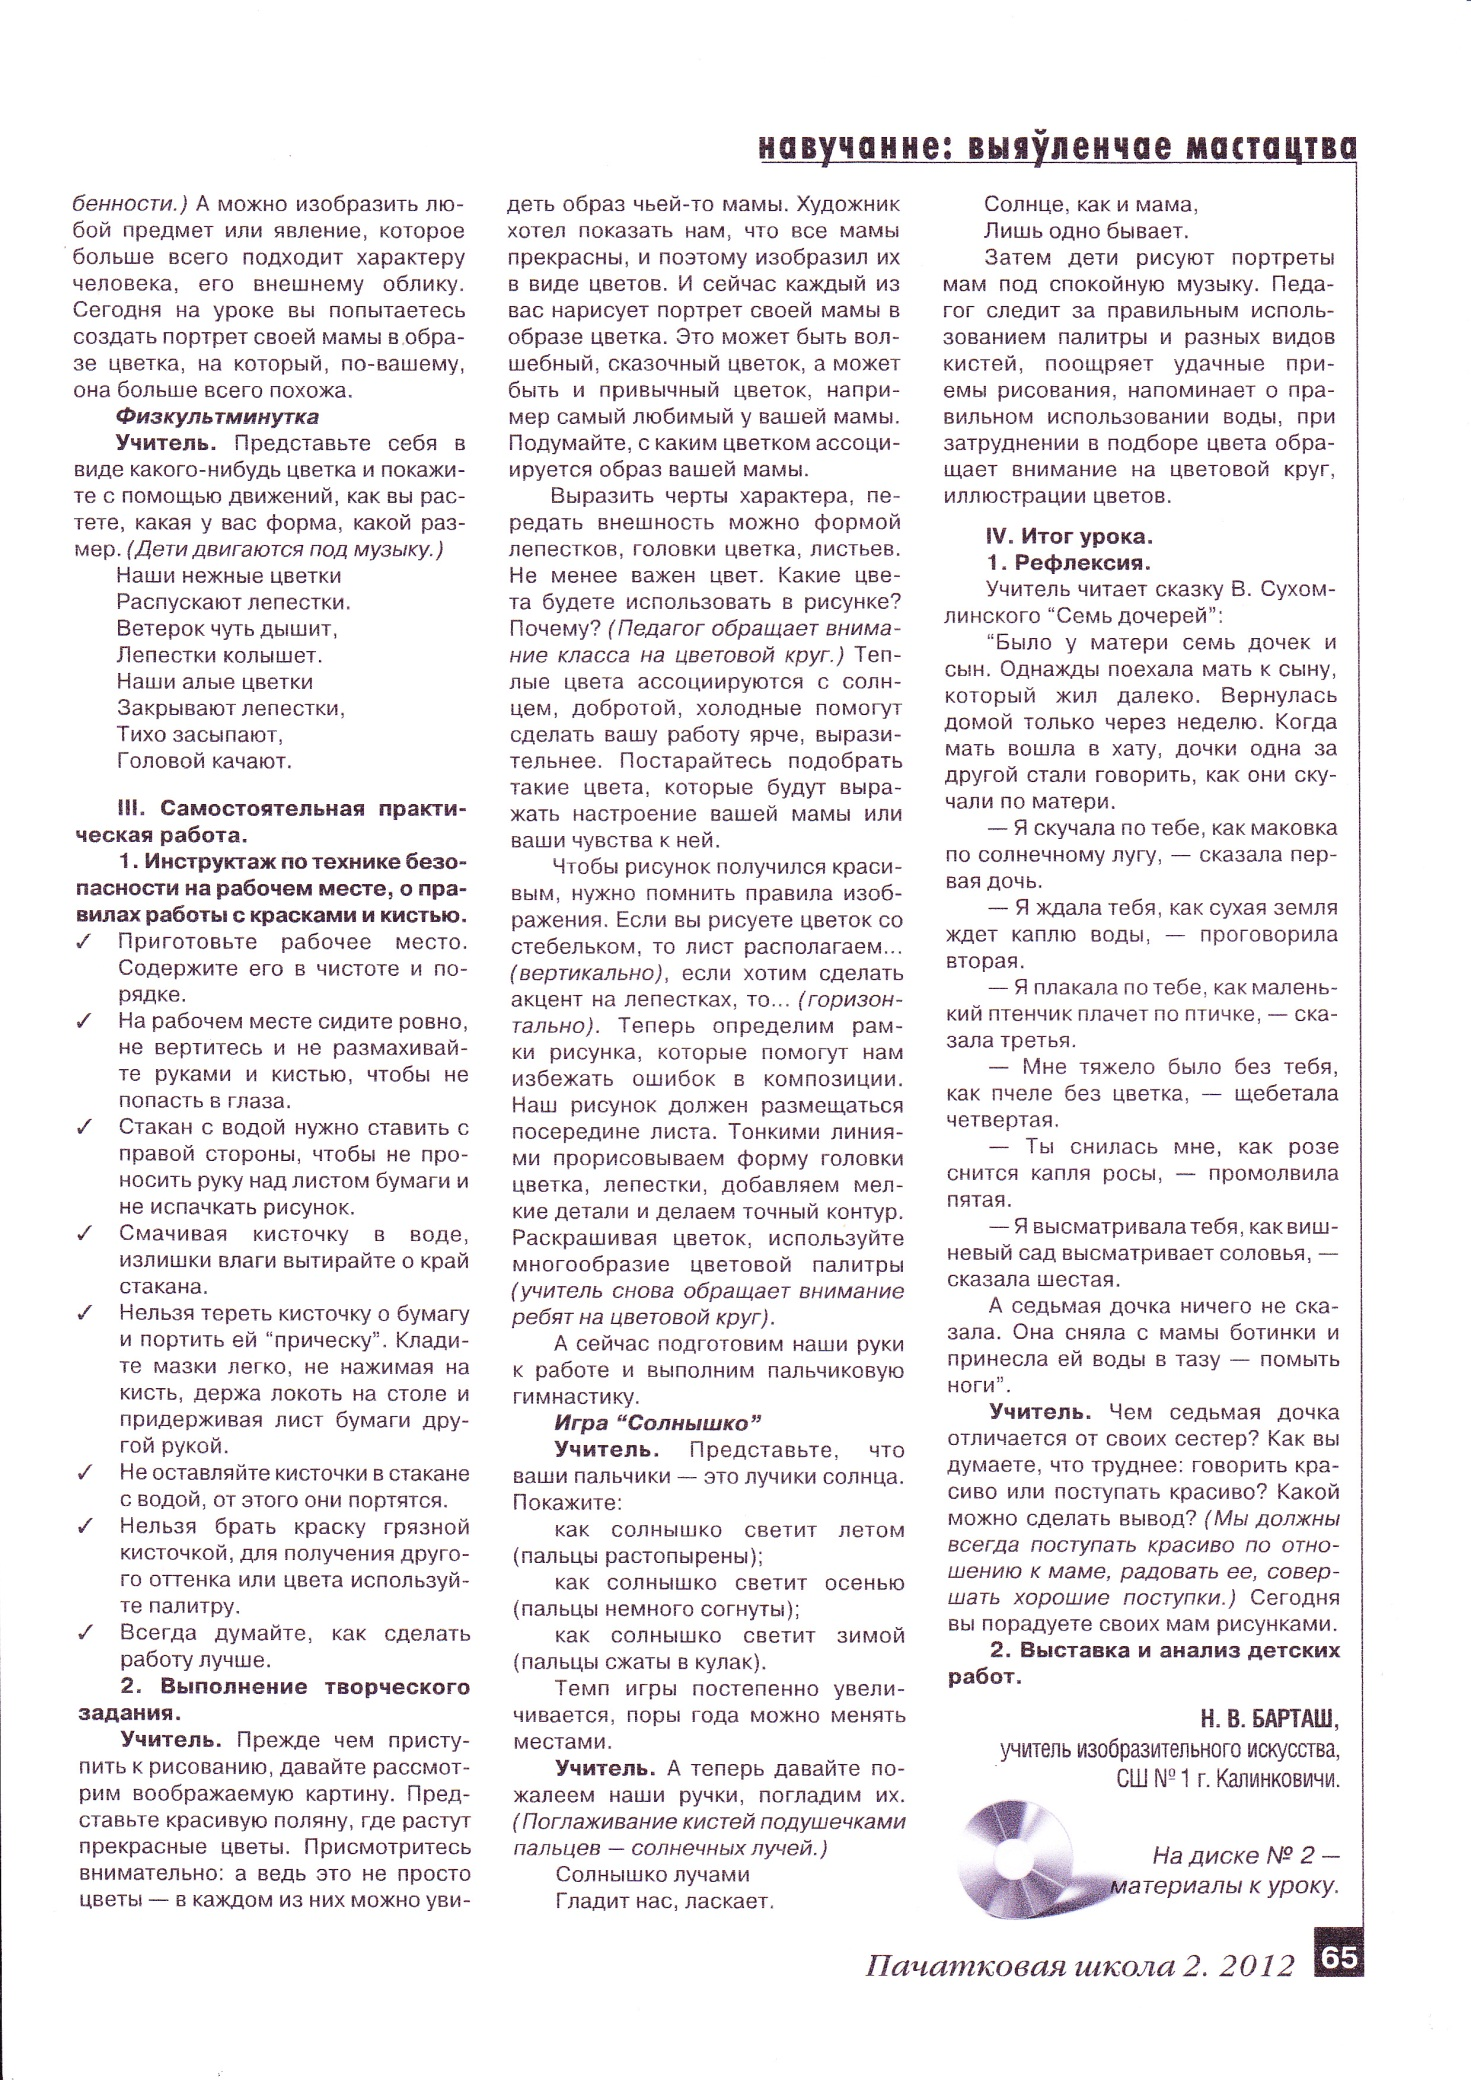 навучанне: выяўленчае мастацтва
бенности.) А можно изобразить лю-
бой предмет или явление, которое
больше всего подходит характеру
человека, его внешнему облику.
Сегодня на уроке вы попытаетесь
создать портрет своей мамы в обра-
зе цветка, на который, по-вашему,
она больше всего похожа.
Физкультминутка
Учитель. Представьте себя в
виде какого-нибудь цветка и покажи-
те с помощью движений, как вы рас-
тете, какая у вас форма, какой раз-
мер. (Дети двигаются под музыку.)
Наши нежные цветки
Распускают лепестки.
Ветерок чуть дышит,
Лепестки колышет.
Наши алые цветки
Закрывают лепестки,
Тихо засыпают,
Головой качают.
III. Самостоятельная практи-
ческая работа.
1. Инструктаж по технике безо-
пасности на рабочем месте, о пра-
вилах работы с красками и кистью.
✓ Приготовьте рабочее место.
Содержите его в чистоте и по-
рядке.
✓ На рабочем месте сидите ровно,
не вертитесь и не размахивай-
те руками и кистью, чтобы не
попасть в глаза.
✓ Стакан с водой нужно ставить с
правой стороны, чтобы не про-
носить руку над листом бумаги и
не испачкать рисунок.
✓ Смачивая кисточку в воде,
излишки влаги вытирайте о край
стакана.
✓ Нельзя тереть кисточку о бумагу
и портить ей “прическу”. Клади-
те мазки легко, не нажимая на
кисть, держа локоть на столе и
придерживая лист бумаги дру-
гой рукой.
✓ Не оставляйте кисточки в стакане
с водой, от этого они портятся.
✓ Нельзя брать краску грязной
кисточкой, для получения друго-
го оттенка или цвета используй-
те палитру.
✓ Всегда думайте, как сделать
работу лучше.
2. Выполнение творческого
задания.
Учитель. Прежде чем присту-
пить к рисованию, давайте рассмот-
рим воображаемую картину. Пред-
ставьте красивую поляну, где растут
прекрасные цветы. Присмотритесь
внимательно: а ведь это не просто
цветы — в каждом из них можно уви-
деть образ чьей-то мамы. Художник
хотел показать нам, что все мамы
прекрасны, и поэтому изобразил их
в виде цветов. И сейчас каждый из
вас нарисует портрет своей мамы в
образе цветка. Это может быть вол-
шебный, сказочный цветок, а может
быть и привычный цветок, напри-
мер самый любимый у вашей мамы.
Подумайте, с каким цветком ассоци-
ируется образ вашей мамы.
Выразить черты характера, пе-
редать внешность можно формой
лепестков, головки цветка, листьев.
Не менее важен цвет. Какие цве-
та будете использовать в рисунке?
Почему? (Педагог обращает внима-
ние класса на цветовой круг.) Теп-
лые цвета ассоциируются с солн-
цем, добротой, холодные помогут
сделать вашу работу ярче, вырази-
тельнее. Постарайтесь подобрать
такие цвета, которые будут выра-
жать настроение вашей мамы или
ваши чувства к ней.
Чтобы рисунок получился краси-
вым, нужно помнить правила изоб-
ражения. Если вы рисуете цветок со
стебельком, то лист располагаем...
(вертикально), если хотим сделать
акцент на лепестках, то... (горизон-
тально). Теперь определим рам-
ки рисунка, которые помогут нам
избежать ошибок в композиции.
Наш рисунок должен размещаться
посередине листа. Тонкими линия-
ми прорисовываем форму головки
цветка, лепестки, добавляем мел-
кие детали и делаем точный контур.
Раскрашивая цветок, используйте
многообразие цветовой палитры
(учитель снова обращает внимание
ребят на цветовой круг).
А сейчас подготовим наши руки
к работе и выполним пальчиковую
гимнастику.
Игра “Солнышко”
Учитель. Представьте, что
ваши пальчики — это лучики солнца.
Покажите:
как солнышко светит летом
(пальцы растопырены);
как солнышко светит осенью
(пальцы немного согнуты);
как солнышко светит зимой
(пальцы сжаты в кулак).
Темп игры постепенно увели-
чивается, поры года можно менять
местами.
Учитель. А теперь давайте по-
жалеем наши ручки, погладим их.
(Поглаживание кистей подушечками
пальцев — солнечных лучей.)
Солнышко лучами
Гладит нас, ласкает.
Солнце, как и мама,
Лишь одно бывает.
Затем дети рисуют портреты
мам под спокойную музыку. Педа-
гог следит за правильным исполь-
зованием палитры и разных видов
кистей, поощряет удачные при-
емы рисования, напоминает о пра-
вильном использовании воды, при
затруднении в подборе цвета обра-
щает внимание на цветовой круг,
иллюстрации цветов.
IV. Итог урока.
1. Рефлексия.
Учитель читает сказку В. Сухом-
линского “Семь дочерей”:
“Было у матери семь дочек и
сын. Однажды поехала мать к сыну,
который жил далеко. Вернулась
домой только через неделю. Когда
мать вошла в хату, дочки одна за
другой стали говорить, как они ску-
чали по матери.
— Я скучала по тебе, как маковка
по солнечному лугу, — сказала пер-
вая дочь.
— Я ждала тебя, как сухая земля
ждет каплю воды, — проговорила
вторая.
— Я плакала по тебе, как малень-
кий птенчик плачет по птичке, — ска-
зала третья.
— Мне тяжело было без тебя,
как пчеле без цветка, — щебетала
четвертая.
— Ты снилась мне, как розе
снится капля росы, — промолвила
пятая.
— Я высматривала тебя, как виш-
невый сад высматривает соловья, —
сказала шестая.
А седьмая дочка ничего не ска-
зала. Она сняла с мамы ботинки и
принесла ей воды в тазу — помыть
ноги”.
Учитель. Чем седьмая дочка
отличается от своих сестер? Как вы
думаете, что труднее: говорить кра-
сиво или поступать красиво? Какой
можно сделать вывод? (Мы должны
всегда поступать красиво по отно-
шению к маме, радовать ее, совер-
шать хорошие поступки.) Сегодня
вы порадуете своих мам рисунками.
2. Выставка и анализ детских
работ.
Н. В. БАРТАШ,
учитель изобразительного искусства,
СШ № 1 г. Калинковичи.
На диске № 2 —
материалы к уроку.
Пачатковая школа 2. 2012 65